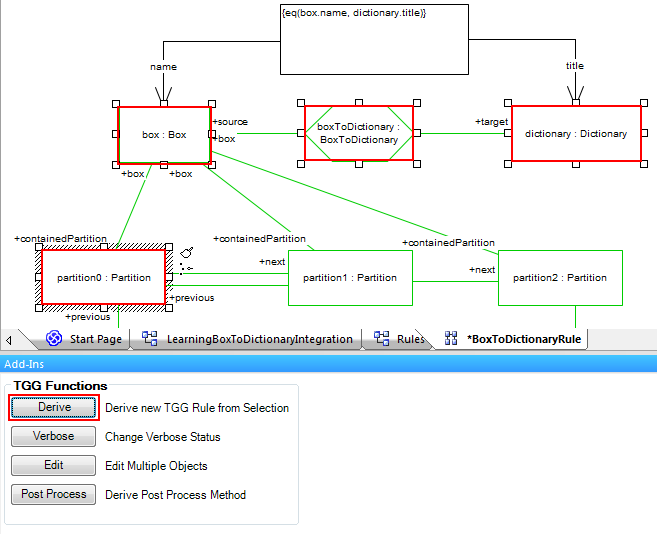 {eq(box.name, dictionary.title)}
name
title
box : Box
+source
+box
boxToDictionary :
BoxToDictionary
+target
dictionary : Dictionary
+box
+box
+containedPartition
+containedPartition
+containedPartition
+next
+next
partition0 : Partition
partition1 : Partition
partition2 : Partition
+previous
+previous
Start Page
LearningBoxToDictionaryIntegration
Rules
*BoxToDictionaryRule
Add-Ins
TGG Functions
Derive
Derive new TGG Rule from Selection
Verbose
Change Verbose Status
Edit
Edit Multiple Objects
Post Process
Derive Post Process Method